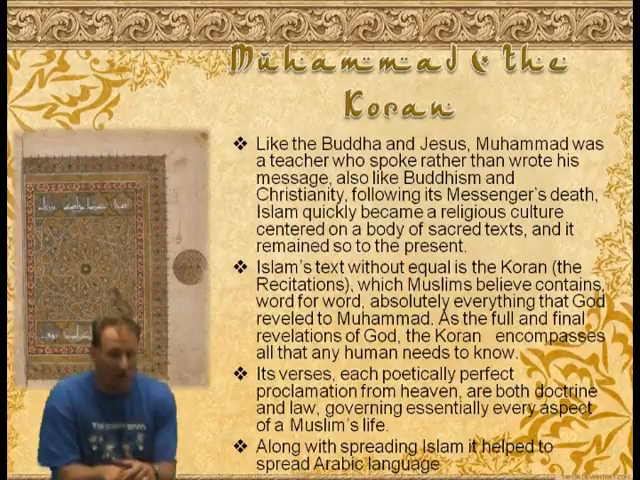 Muhammad & the
Koran
Like the Buddha and Jesus, Muhammad was
a teacher who spoke rather than wrote his
message, also like Buddhism and
Christianity, following its Messenger's death,
Islam quickly became a religious culture
centered on a body of sacred texts, and it
remained so to the present.
Islam's text without equal is the Koran (the
Recitations), which Muslims believe contains,
word for word, absolutely everything that God
reveled to Muhammad. As the full and final
revelations of God, the Koran encompasses
all that any human needs to know.
Its verses, each poetically perfect
proclamation from heaven, are both doctrine
and law, governing essentially every aspect
of a Muslim's life.
Along with spreading Islam it helped to
spread Arabic language